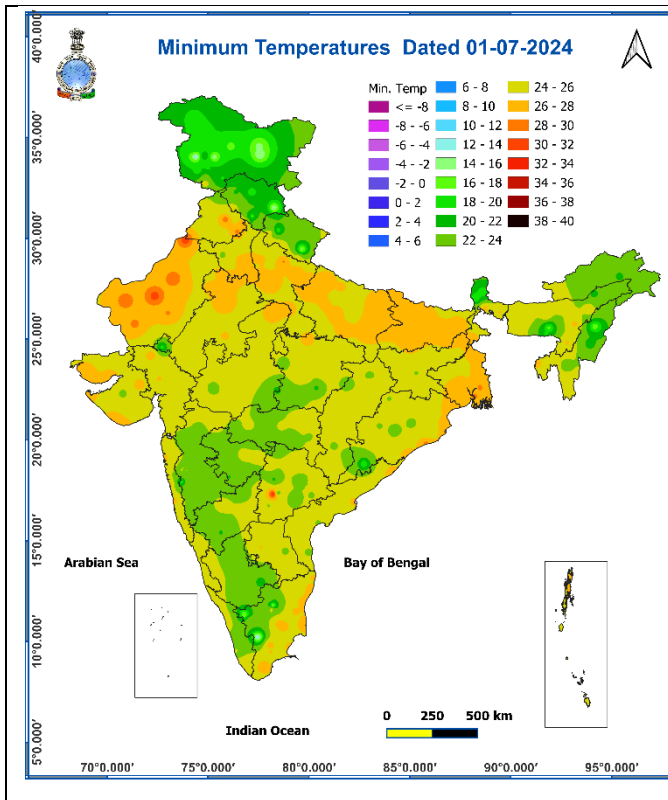 Minimum Temperatures Dated 01-07-2024
Min. Temp
<= -8
-8 - -6
-6 - -4
-4 - -2
-2 - 0
0 - 2
2 - 4
4 - 6
6 - 8
8 - 10
10 - 12
12 - 14
14 - 16
16 - 18
18 - 20
20 - 22
22 - 24
24 - 26
26 - 28
28 - 30
30 - 32
32 - 34
34 - 36
36 - 38
38 - 40
40°0.000'
35°0.000'
30°0.000'
25°0.000'
20°0.000'
15°0.000'
10°0.000'
5°0.000'
Arabian Sea
Bay of Bengal
Indian Ocean
0 250 500 km
70°0.000' 75°0.000' 80°0.000' 85°0.000' 90°0.000' 95°0.000'